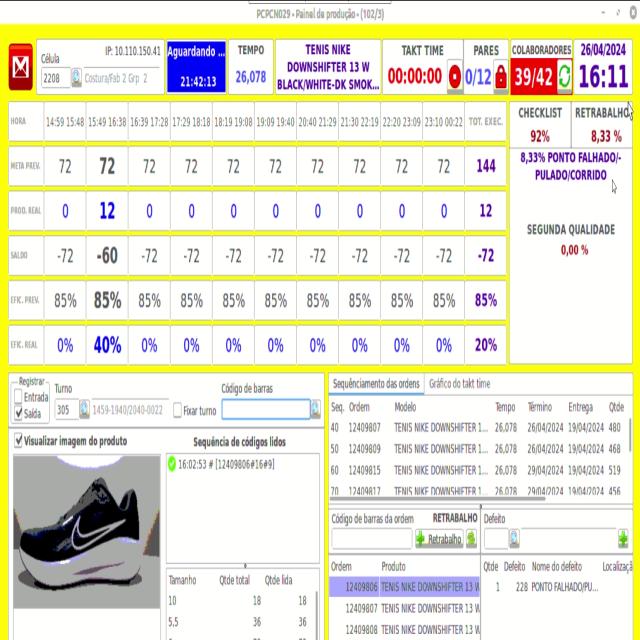 PCPCN029 - Painel de produção - (102/3)
Célula
IP: 10.110.150.41
2208
Costura/Fab 2 Grp 2
Aguardando ...
21:42:13
TEMPO
26,078
TENIS NIKE
DOWNSHIFTER 13 W
BLACK/WHITE-DK SMOK...
TAKT TIME
00:00:00
PARES
0/12
COLABORADORES
39/42
26/04/2024
16:11
HORA 14:59 15:48 15:49 16:38 16:39 17:28 17:29 18:18 18:19 19:08 19:09 19:40 20:40 21:29 21:30 22:19 22:20 23:09 23:10 00:22 TOT. EXEC.
META PREV. 72 72 72 72 72 72 72 72 72 72 144
PROD. REAL 0 12 0 0 0 0 0 0 0 0 12
SALDO -72 -60 -72 -72 -72 -72 -72 -72 -72 -72 -72
EFIC. PREV. 85% 85% 85% 85% 85% 85% 85% 85% 85% 85% 85%
EFIC. REAL 0% 40% 0% 0% 0% 0% 0% 0% 0% 0% 20%
CHECKLIST RETRABALHO
92% 8,33 %
8,33% PONTO FALHADO/-
PULADO/CORRIDO
SEGUNDA QUALIDADE
0,00 %
Registrar
Entrada
Saída
Turno
305
1459-1940/2040-0022
Fixar turno
Código de barras
Visualizar imagem do produto
Sequência de códigos lidos
16:02:53 # [12409806#16#9]
Tamanho Qtde total Qtde lida
10 18 18
5,5 36 36
6 48 48
Sequênciamento das ordens Gráfico do takt time
Seq. Ordem Modelo Tempo Término Entrega Qtde
40 12409807 TENIS NIKE DOWNSHIFTER 1... 26,078 26/04/2024 19/04/2024 480
50 12409809 TENIS NIKE DOWNSHIFTER 1... 26,078 26/04/2024 19/04/2024 468
60 12409815 TENIS NIKE DOWNSHIFTER 1... 26,078 29/04/2024 19/04/2024 519
70 12409817 TENIS NIKE DOWNSHIFTER 1... 26,078 29/04/2024 19/04/2024 456
Código de barras da ordem RETRABALHO
Retrabalho
Defeito
Ordem Produto
12409806 TENIS NIKE DOWNSHIFTER 13 W
12409807 TENIS NIKE DOWNSHIFTER 13 W
12409808 TENIS NIKE DOWNSHIFTER 13 W
Qtde Defeito Nome do defeito Localizaçã
1 228 PONTO FALHADO/PU...